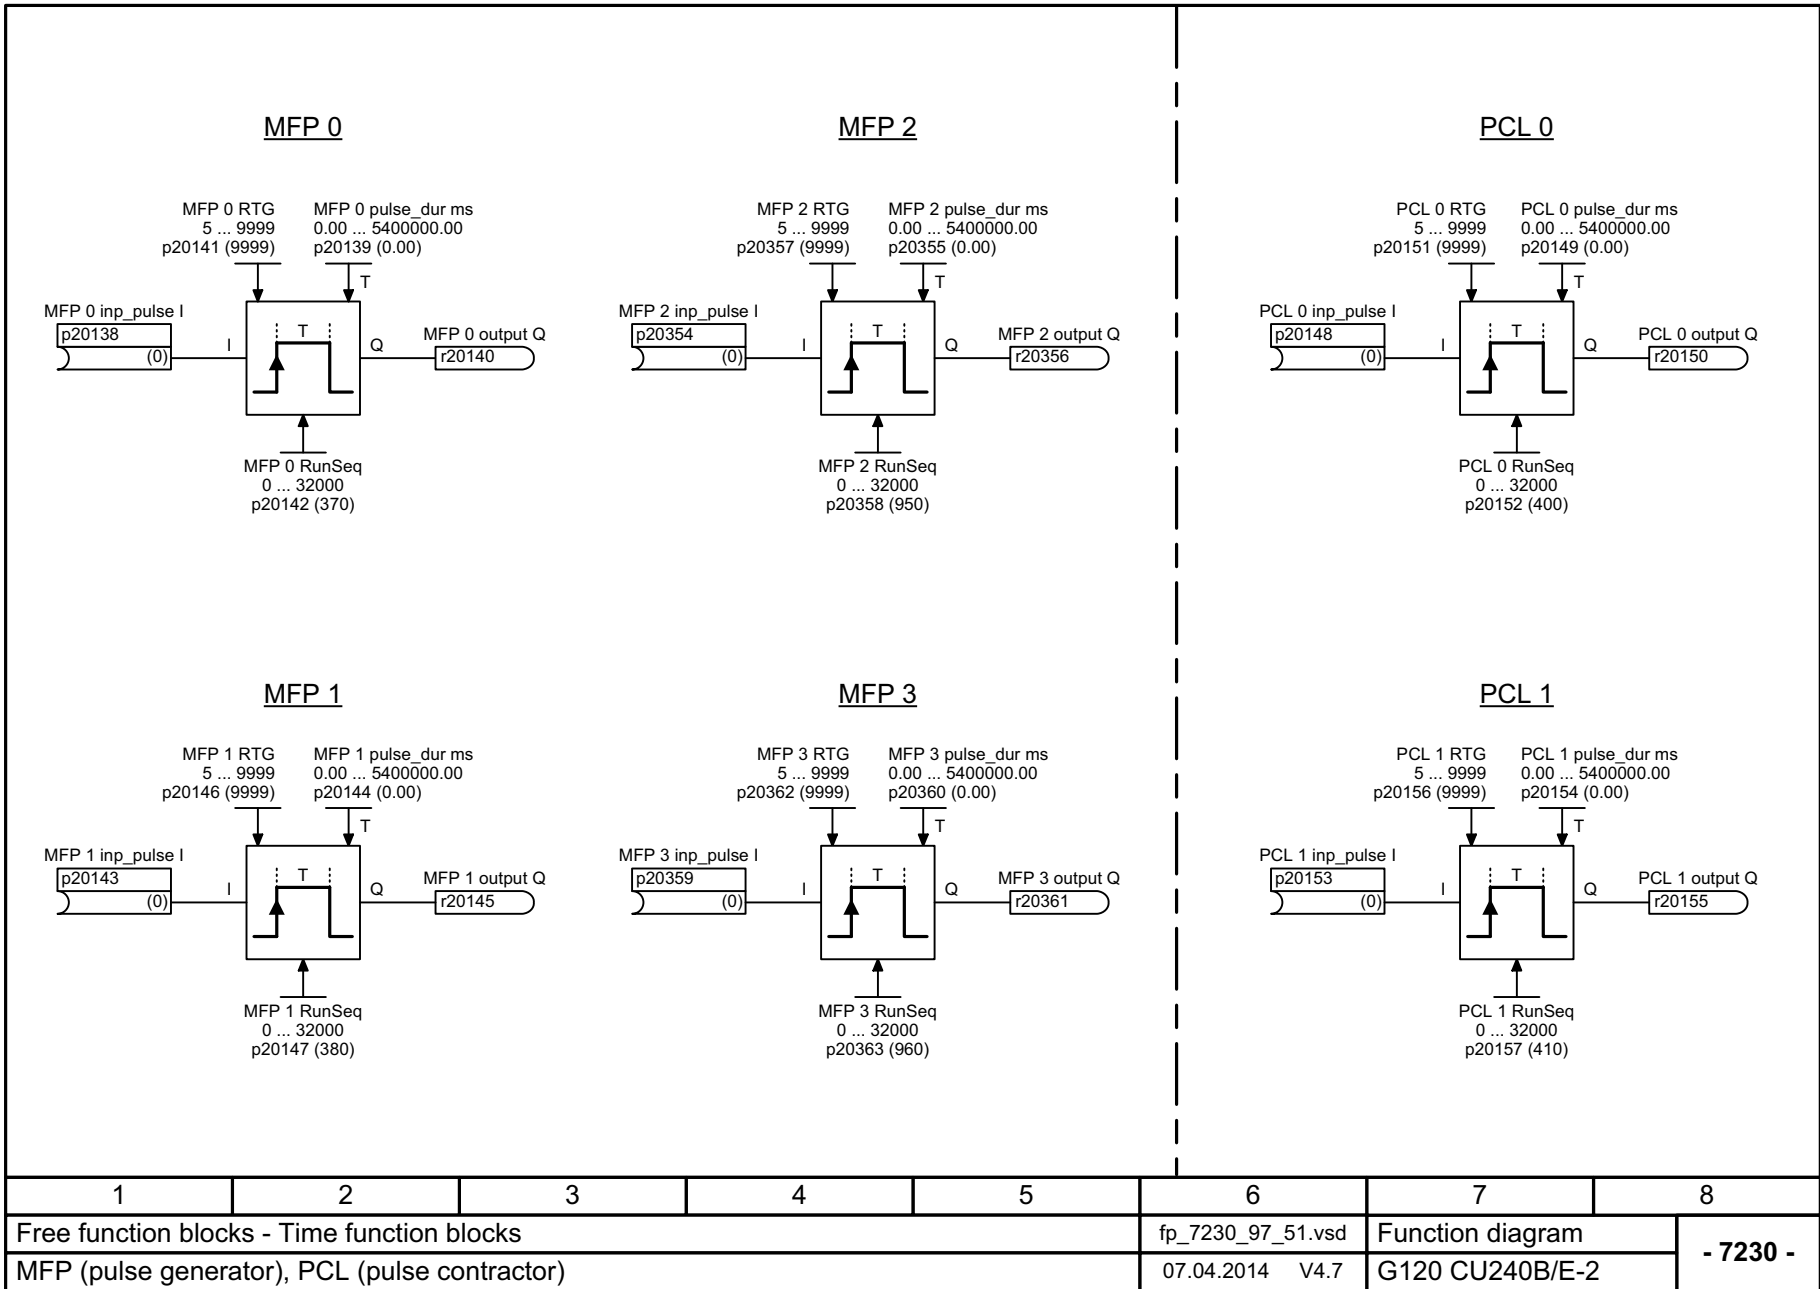 MFP 0
MFP 0 RTG
5 ... 9999
p20141 (9999)
MFP 0 pulse_dur ms
0.00 ... 5400000.00
p20139 (0.00)
T
MFP 0 inp_pulse I
p20138
(0)
I
T
Q
MFP 0 output Q
r20140
MFP 0 RunSeq
0 ... 32000
p20142 (370)
MFP 2
MFP 2 RTG
5 ... 9999
p20357 (9999)
MFP 2 pulse_dur ms
0.00 ... 5400000.00
p20355 (0.00)
T
MFP 2 inp_pulse I
p20354
(0)
I
T
Q
MFP 2 output Q
r20356
MFP 2 RunSeq
0 ... 32000
p20358 (950)
PCL 0
PCL 0 RTG
5 ... 9999
p20151 (9999)
PCL 0 pulse_dur ms
0.00 ... 5400000.00
p20149 (0.00)
T
PCL 0 inp_pulse I
p20148
(0)
I
T
Q
PCL 0 output Q
r20150
PCL 0 RunSeq
0 ... 32000
p20152 (400)
MFP 1
MFP 1 RTG
5 ... 9999
p20146 (9999)
MFP 1 pulse_dur ms
0.00 ... 5400000.00
p20144 (0.00)
T
MFP 1 inp_pulse I
p20143
(0)
I
T
Q
MFP 1 output Q
r20145
MFP 1 RunSeq
0 ... 32000
p20147 (380)
MFP 3
MFP 3 RTG
5 ... 9999
p20362 (9999)
MFP 3 pulse_dur ms
0.00 ... 5400000.00
p20360 (0.00)
T
MFP 3 inp_pulse I
p20359
(0)
I
T
Q
MFP 3 output Q
r20361
MFP 3 RunSeq
0 ... 32000
p20363 (960)
PCL 1
PCL 1 RTG
5 ... 9999
p20156 (9999)
PCL 1 pulse_dur ms
0.00 ... 5400000.00
p20154 (0.00)
T
PCL 1 inp_pulse I
p20153
(0)
I
T
Q
PCL 1 output Q
r20155
PCL 1 RunSeq
0 ... 32000
p20157 (410)
1 2 3 4 5 6 7 8
Free function blocks - Time function blocks
fp_7230_97_51.vsd
Function diagram
- 7230 -
MFP (pulse generator), PCL (pulse contractor)
07.04.2014 V4.7
G120 CU240B/E-2